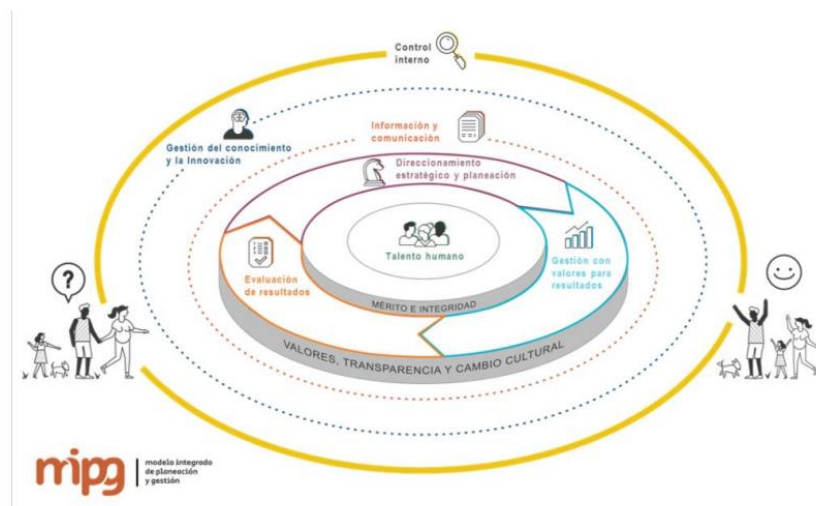 Control
interno
Gestión del conocimiento
y la Innovación
Información y
comunicación
Direccionamiento
estratégico y planeación
Talento humano
Gestión con
valores para
resultados
Evaluación
de resultados
MÉRITO E INTEGRIDAD
VALORES, TRANSPARENCIA Y CAMBIO CULTURAL
?
mipg
modelo integrado
de planeación
y gestión